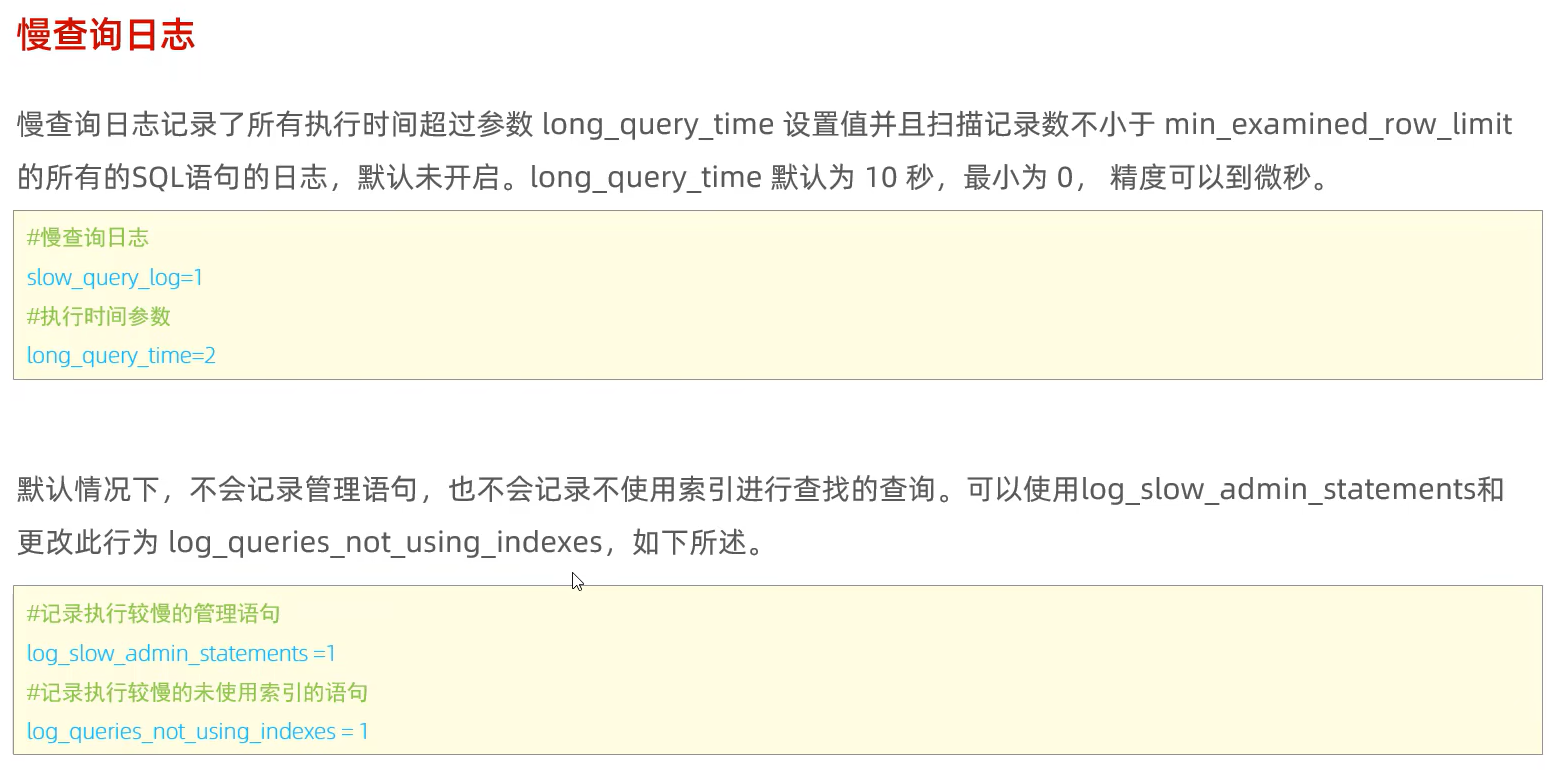 慢查询日志
慢查询日志记录了所有执行时间超过参数 long_query_time 设置值并且扫描记录数不小于 min_examined_row_limit
的所有的SQL语句的日志，默认未开启。long_query_time 默认为 10 秒，最小为 0， 精度可以到微秒。
#慢查询日志
slow_query_log=1
#执行时间参数
long_query_time=2
默认情况下，不会记录管理语句，也不会记录不使用索引进行查找的查询。可以使用log_slow_admin_statements和
更改此行为 log_queries_not_using_indexes，如下所述。
#记录执行较慢的管理语句
log_slow_admin_statements =1
#记录执行较慢的未使用索引的语句
log_queries_not_using_indexes = 1